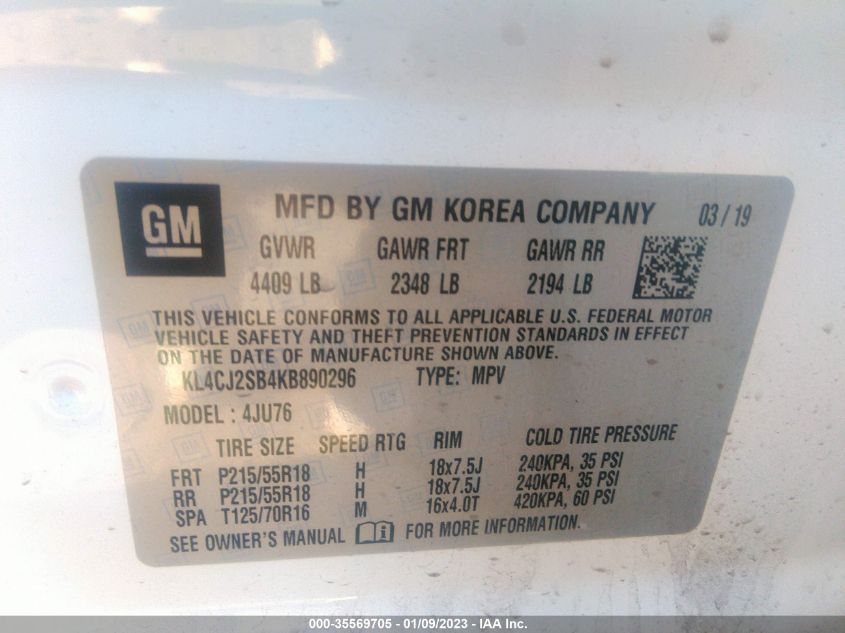 GM MFD BY GM KOREA COMPANY 03/19
GVWR GAWR FRT GAWR RR
4409 LB 2348 LB 2194 LB
THIS VEHICLE CONFORMS TO ALL APPLICABLE U.S. FEDERAL MOTOR
VEHICLE SAFETY AND THEFT PREVENTION STANDARDS IN EFFECT
ON THE DATE OF MANUFACTURE SHOWN ABOVE.
KL4CJ2SB4KB890296 TYPE: MPV
MODEL : 4JU76
TIRE SIZE SPEED RTG RIM COLD TIRE PRESSURE
FRT P215/55R18 H 18x7.5J 240KPA, 35 PSI
RR P215/55R18 H 18x7.5J 240KPA, 35 PSI
SPA T125/70R16 M 16x4.0T 420KPA, 60 PSI
SEE OWNER'S MANUAL i FOR MORE INFORMATION.
000-35569705 - 01/09/2023 - IAA Inc.